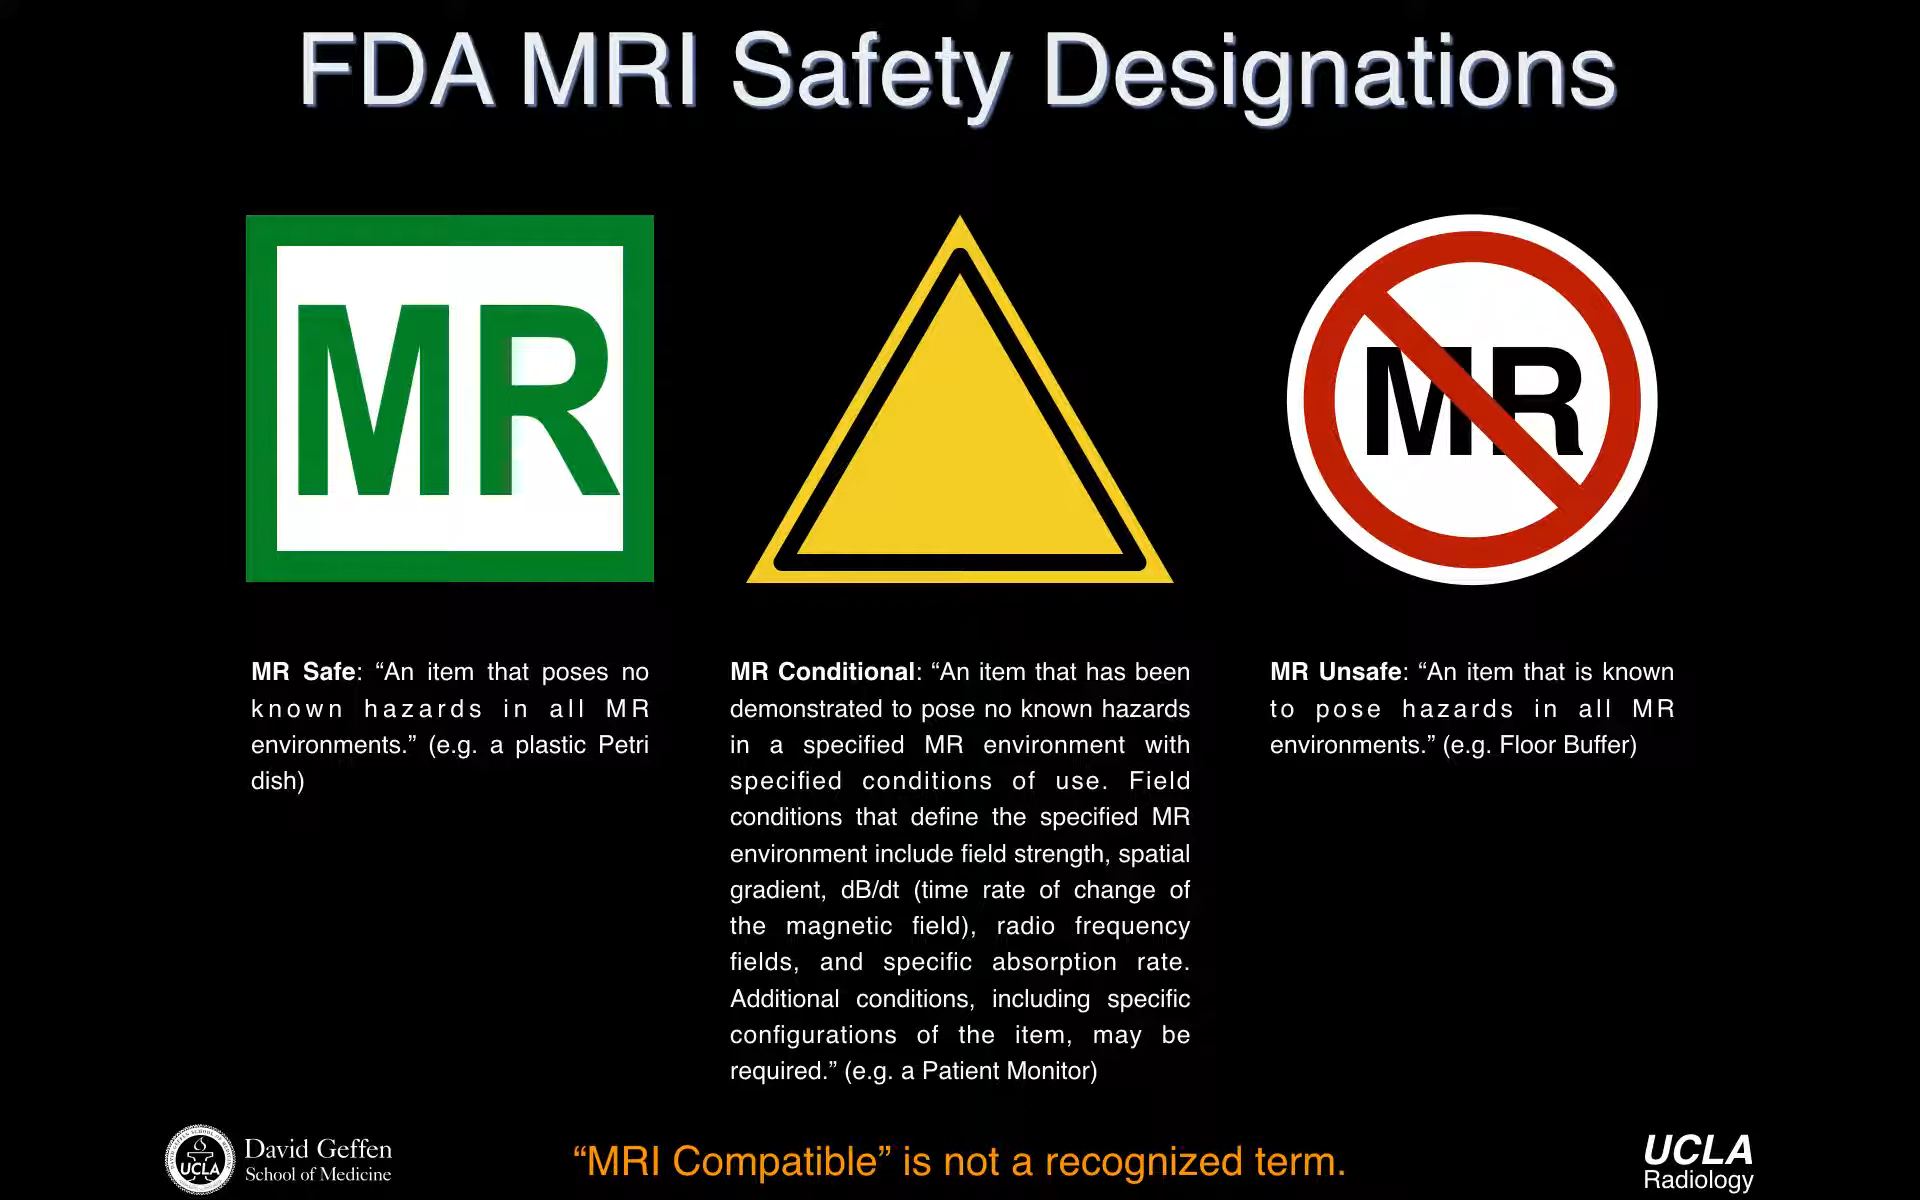 FDA MRI Safety Designations
MR
MR
MR Safe: “An item that poses no
known hazards in all MR
environments.” (e.g. a plastic Petri
dish)
MR Conditional: “An item that has been
demonstrated to pose no known hazards
in a specified MR environment with
specified conditions of use. Field
conditions that define the specified MR
environment include field strength, spatial
gradient, dB/dt (time rate of change of
the magnetic field), radio frequency
fields, and specific absorption rate.
Additional conditions, including specific
configurations of the item, may be
required.” (e.g. a Patient Monitor)
MR Unsafe: “An item that is known
to pose hazards in all MR
environments.” (e.g. Floor Buffer)
UCLA
David Geffen
School of Medicine
“MRI Compatible” is not a recognized term.
UCLA
Radiology